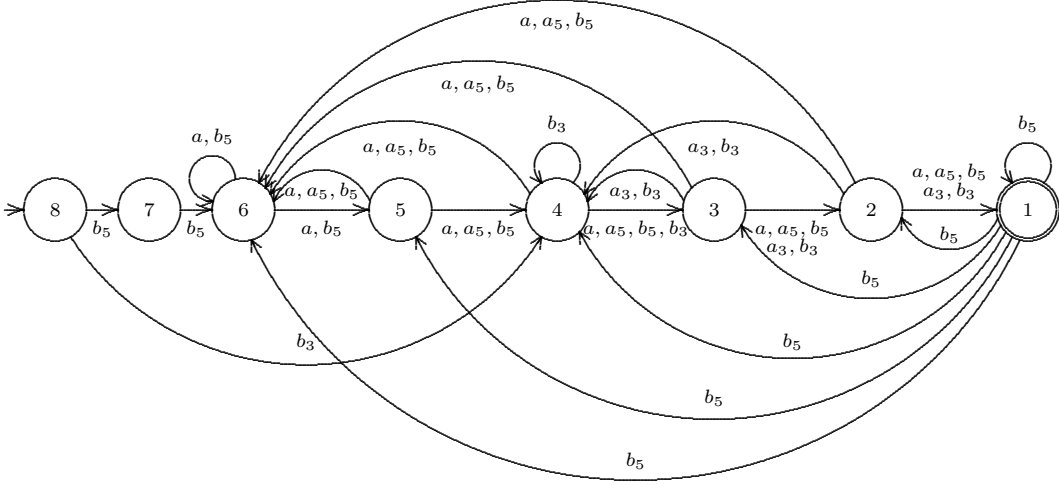 a, a₅, b₅
a, a₅, b₅
b₃
b₅
a, b₅
a, a₅, b₅
a₃, b₃
a, a₅, b₅
a, a₅, b₅
a₃, b₃
a₃, b₃
8
7
6
5
4
3
2
1
b₅
b₅
a, b₅
a, a₅, b₅
a, a₅, b₅, b₃
a, a₅, b₅
a₃, b₃
b₅
b₅
b₃
b₅
b₅
b₅